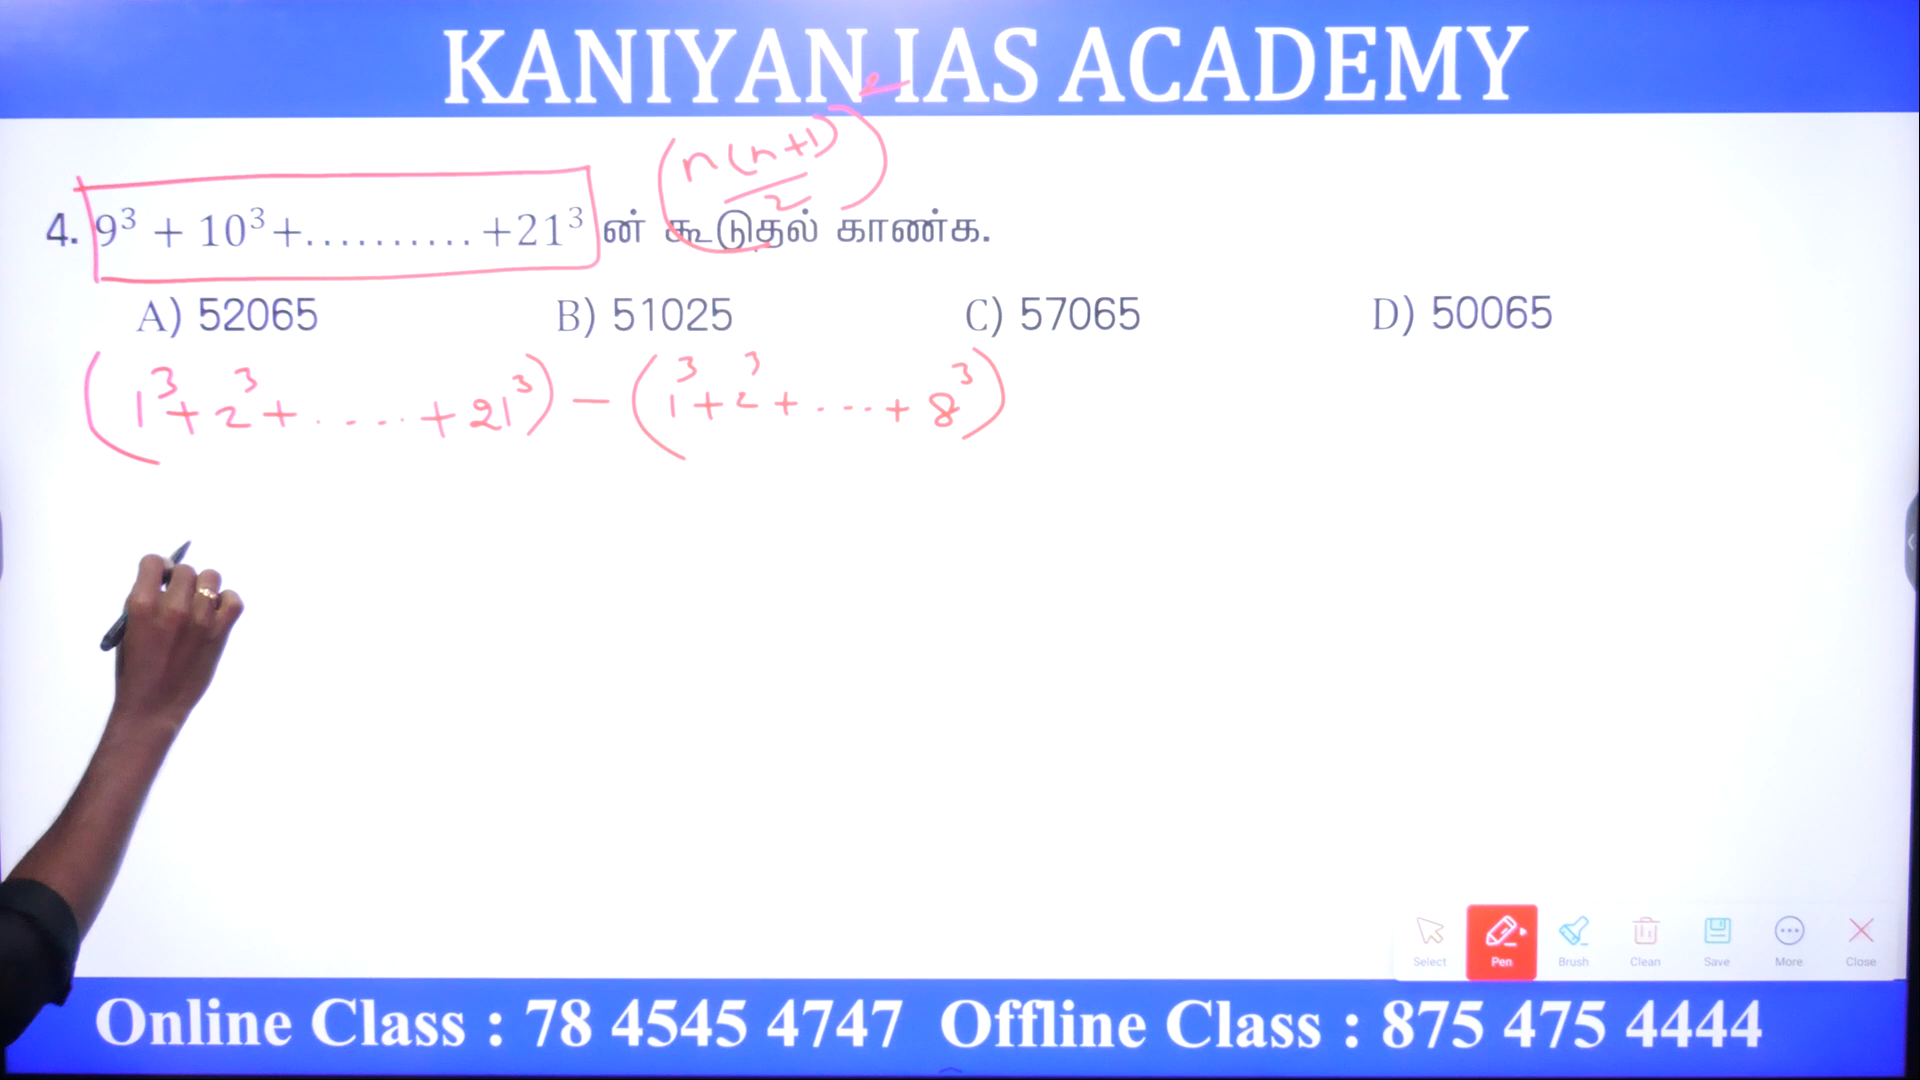 KANIYAN IAS ACADEMY
(n(n+1)/2)²
4. 9³ + 10³+..........+21³ ன் கூடுதல் காண்க.
A) 52065 B) 51025 C) 57065 D) 50065
(1³+2³+.....+21³) – (1³+2³+....+8³)
Select Pen Brush Clean Save More Close
Online Class : 78 4545 4747 Offline Class : 875 475 4444